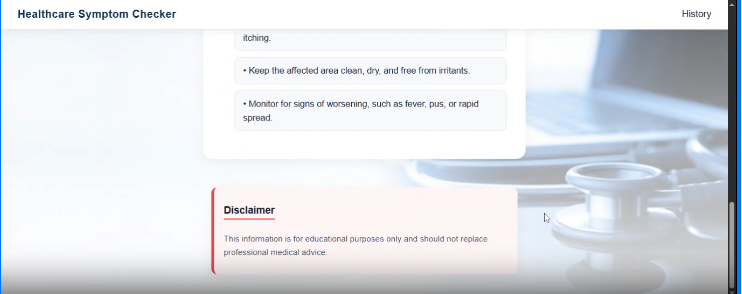 Healthcare Symptom Checker
History
itching.
• Keep the affected area clean, dry, and free from irritants.
• Monitor for signs of worsening, such as fever, pus, or rapid
spread.
Disclaimer
This information is for educational purposes only and should not replace
professional medical advice.